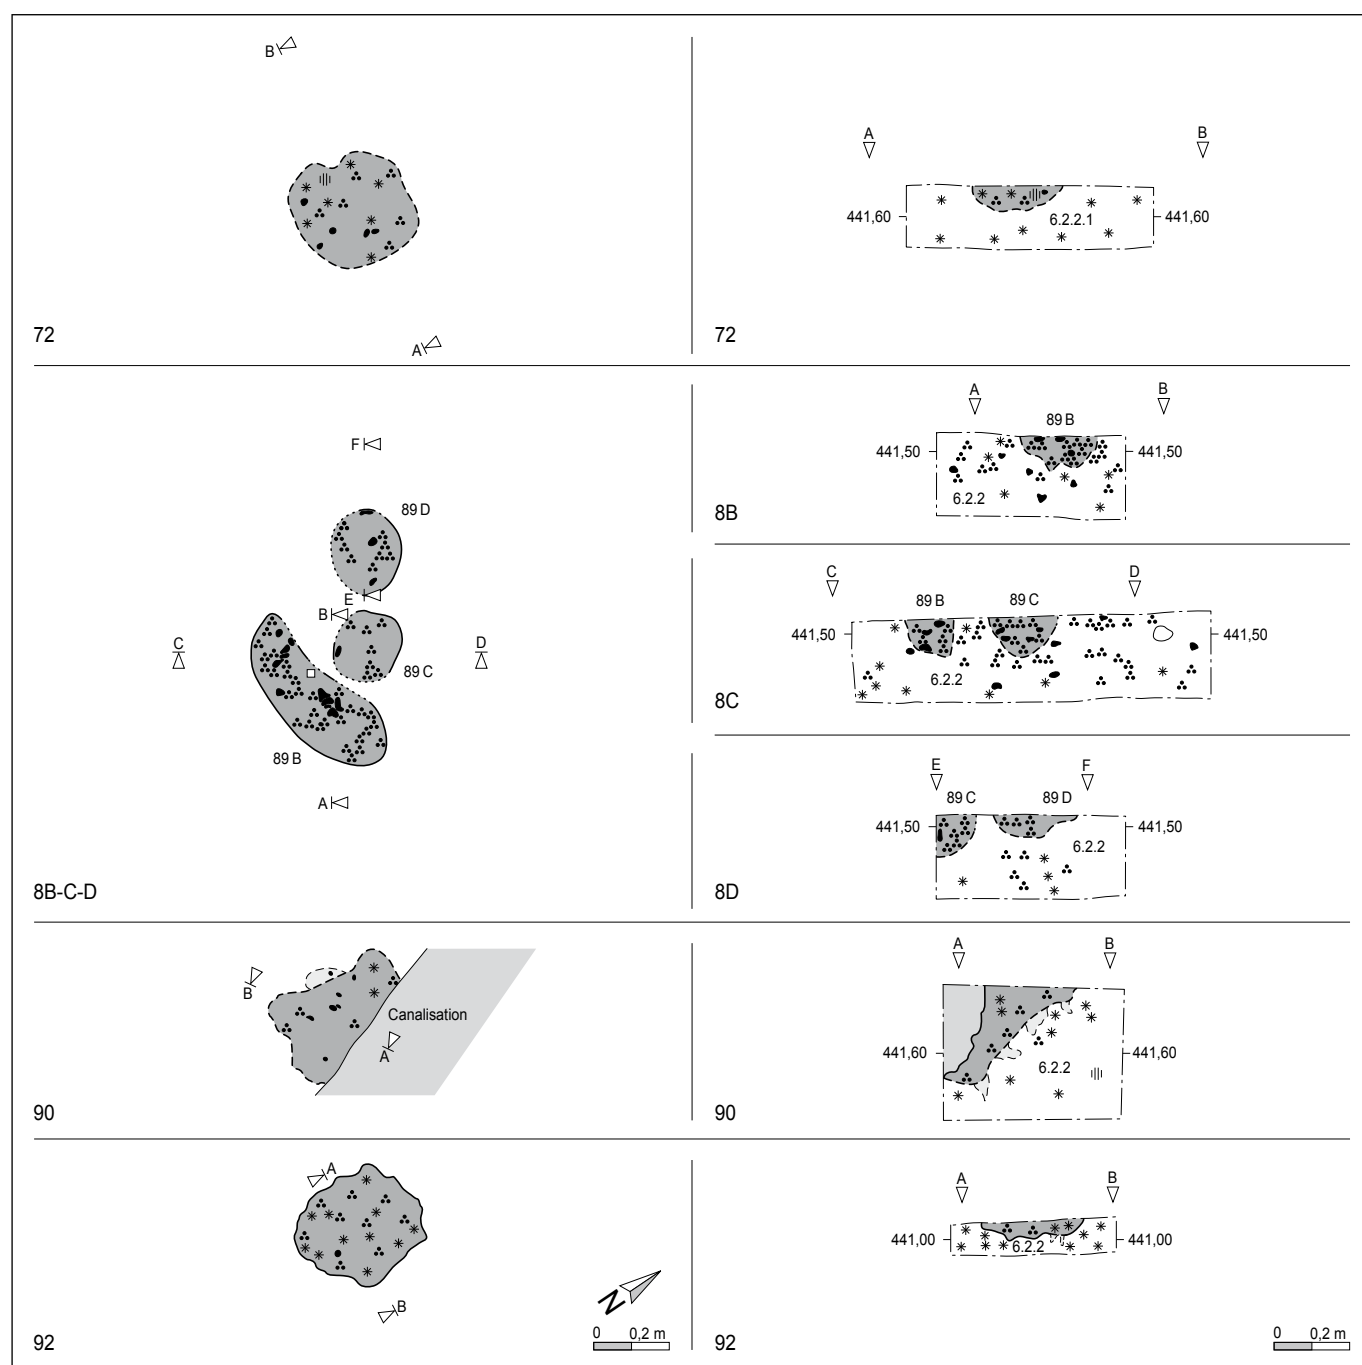 B
A
72
A
B
441,60
441,60
6.2.2.1
72
F
89 D
E
B
C
D
89 C
89 B
A
8B-C-D
A
B
89 B
441,50
441,50
6.2.2
8B
C
D
89 B
89 C
441,50
441,50
6.2.2
8C
E
F
89 C
89 D
441,50
441,50
6.2.2
8D
B
Canalisation
A
90
A
B
441,60
441,60
6.2.2
90
A
B
N
0 0,2 m
92
A
B
441,00
441,00
6.2.2
0 0,2 m
92